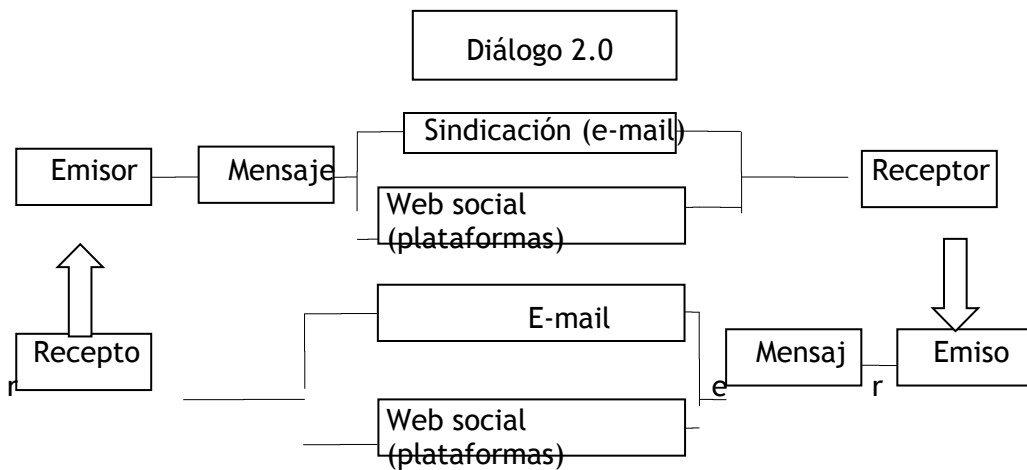 Diálogo 2.0
Sindicación (e-mail)
Emisor
Mensaje
Receptor
Web social
(plataformas)
E-mail
Recepto
r
Mensaj
e
Emiso
r
Web social
(plataformas)